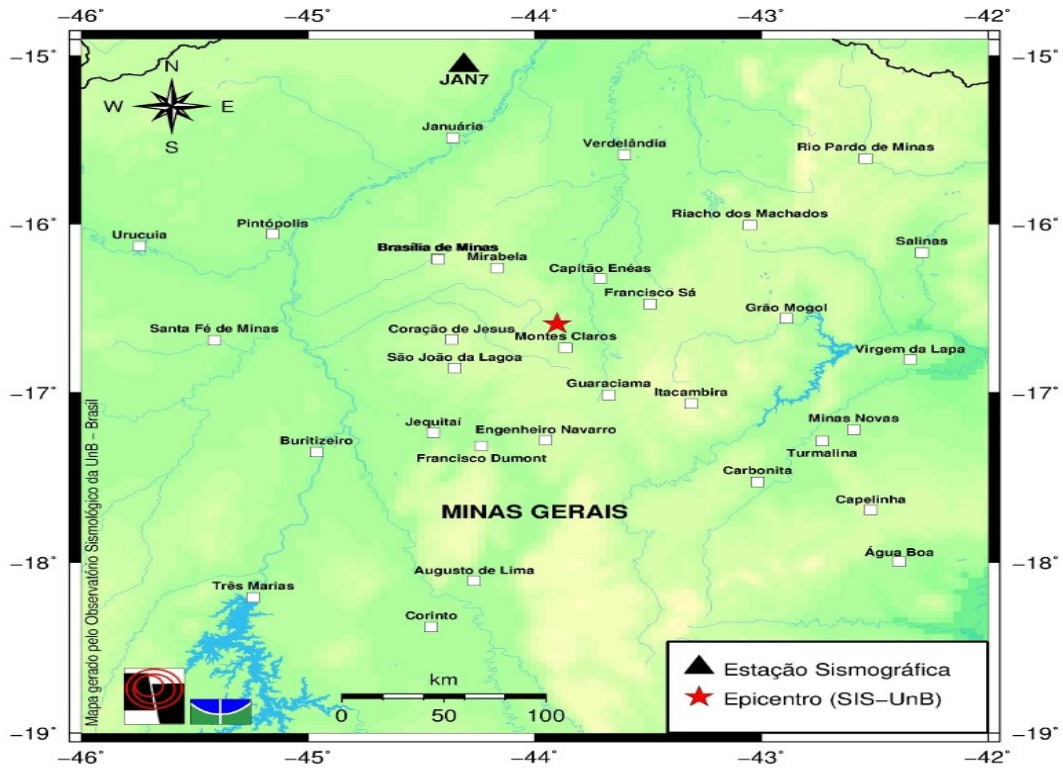 −46˚ −45˚ −44˚ −43˚ −42˚
−15˚ −15˚
N
W E
S
JAN7
Januária
Verdelândia
Rio Pardo de Minas
Riacho dos Machados
−16˚ −16˚
Urucuia
Pintópolis
Salinas
Brasília de Minas
Mirabela
Capitão Enéas
Francisco Sá
Grão Mogol
Santa Fé de Minas
Coração de Jesus
Montes Claros
Virgem da Lapa
São João da Lagoa
−17˚ −17˚
Guaraciama
Itacambira
Jequitaí
Engenheiro Navarro
Minas Novas
Buritizeiro
Francisco Dumont
Turmalina
Carbonita
Capelinha
MINAS GERAIS
−18˚ −18˚
Água Boa
Augusto de Lima
Três Marias
Corinto
Mapa gerado pelo Observatório Sismológico da UnB − Brasil
km
0 50 100
Estação Sismográfica
Epicentro (SIS−UnB)
−19˚ −19˚
−46˚ −45˚ −44˚ −43˚ −42˚